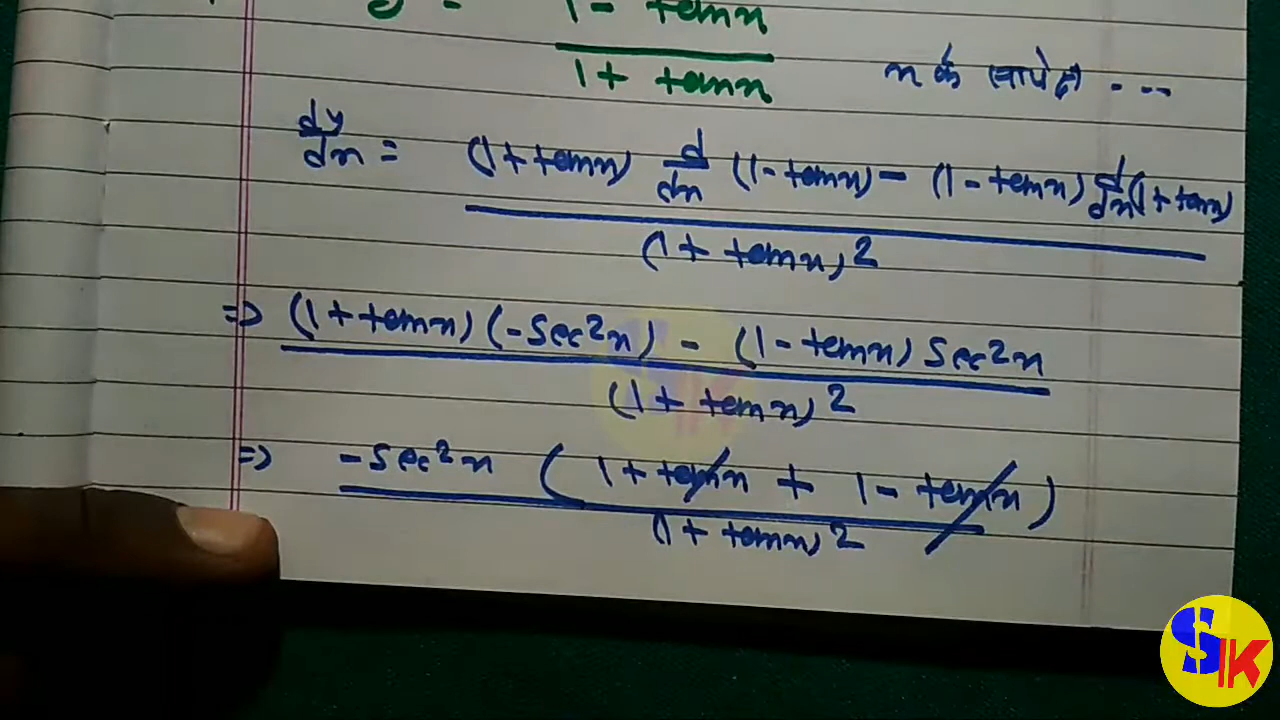 y = 1 - tanx
1 + tanx
x के सापेक्ष ...
dy/dx = (1 + tanx) d/dx (1 - tanx) - (1 - tanx) d/dx (1 + tanx)
(1 + tanx)²
=> (1 + tanx) (-sec²x) - (1 - tanx) sec²x
(1 + tanx)²
=> -sec²x (1 + tanx + 1 - tanx)
(1 + tanx)²
SK